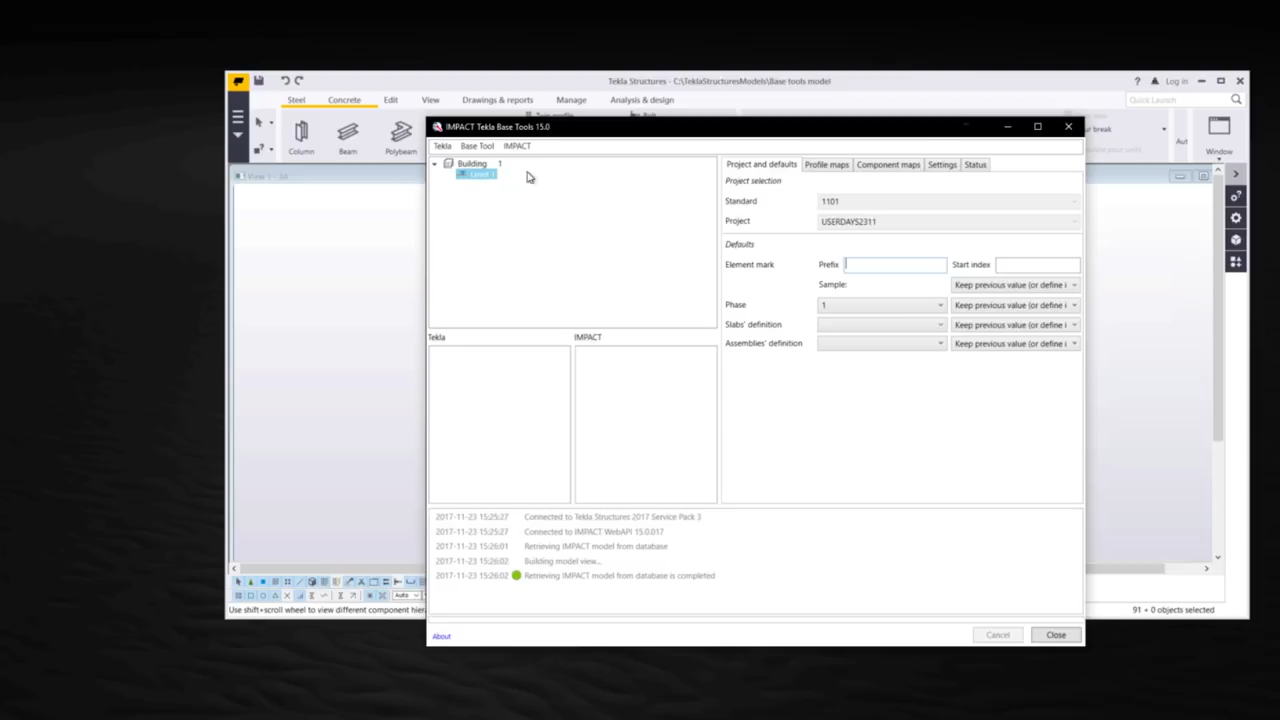 Tekla Structures - C:\TeklaStructuresModels\Base tools model
? Log in
Steel Concrete Edit View Drawings & reports Manage Analysis & design
Quick Launch
Column Beam Polybeam
ur break
Aut
Window
IMPACT Tekla Base Tools 15.0
Tekla Base Tool IMPACT
Building 1
Level 1
Project and defaults Profile maps Component maps Settings Status
Project selection
Standard 1101
Project USERDAYS2311
Defaults
Element mark Prefix Start index
Sample: Keep previous value (or define i
Phase 1 Keep previous value (or define i
Slabs' definition Keep previous value (or define i
Assemblies' definition Keep previous value (or define i
Tekla IMPACT
2017-11-23 15:25:27 Connected to Tekla Structures 2017 Service Pack 3
2017-11-23 15:25:27 Connected to IMPACT WebAPI 15.0.017
2017-11-23 15:26:01 Retrieving IMPACT model from database
2017-11-23 15:26:02 Building model view...
2017-11-23 15:26:02 Retrieving IMPACT model from database is completed
Auto
Use shift+scroll wheel to view different component hier
91 + 0 objects selected
About Cancel Close